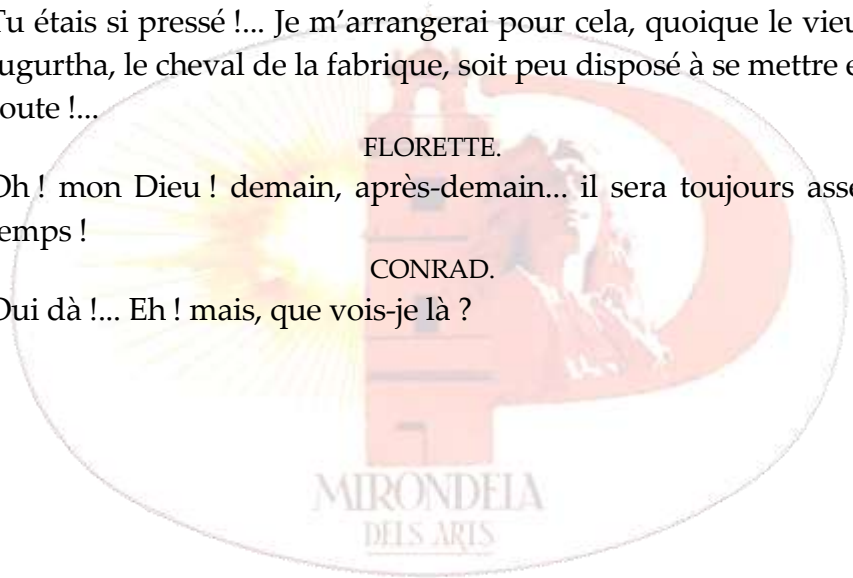 Tu étais si pressé !... Je m’arrangerai pour cela, quoique le vieu
ugurtha, le cheval de la fabrique, soit peu disposé à se mettre e
oute !...
FLORETTE.
Oh ! mon Dieu ! demain, après-demain... il sera toujours asse
emps !
CONRAD.
Oui dà !... Eh ! mais, que vois-je là ?
MIRONDELA
DELS ARTS